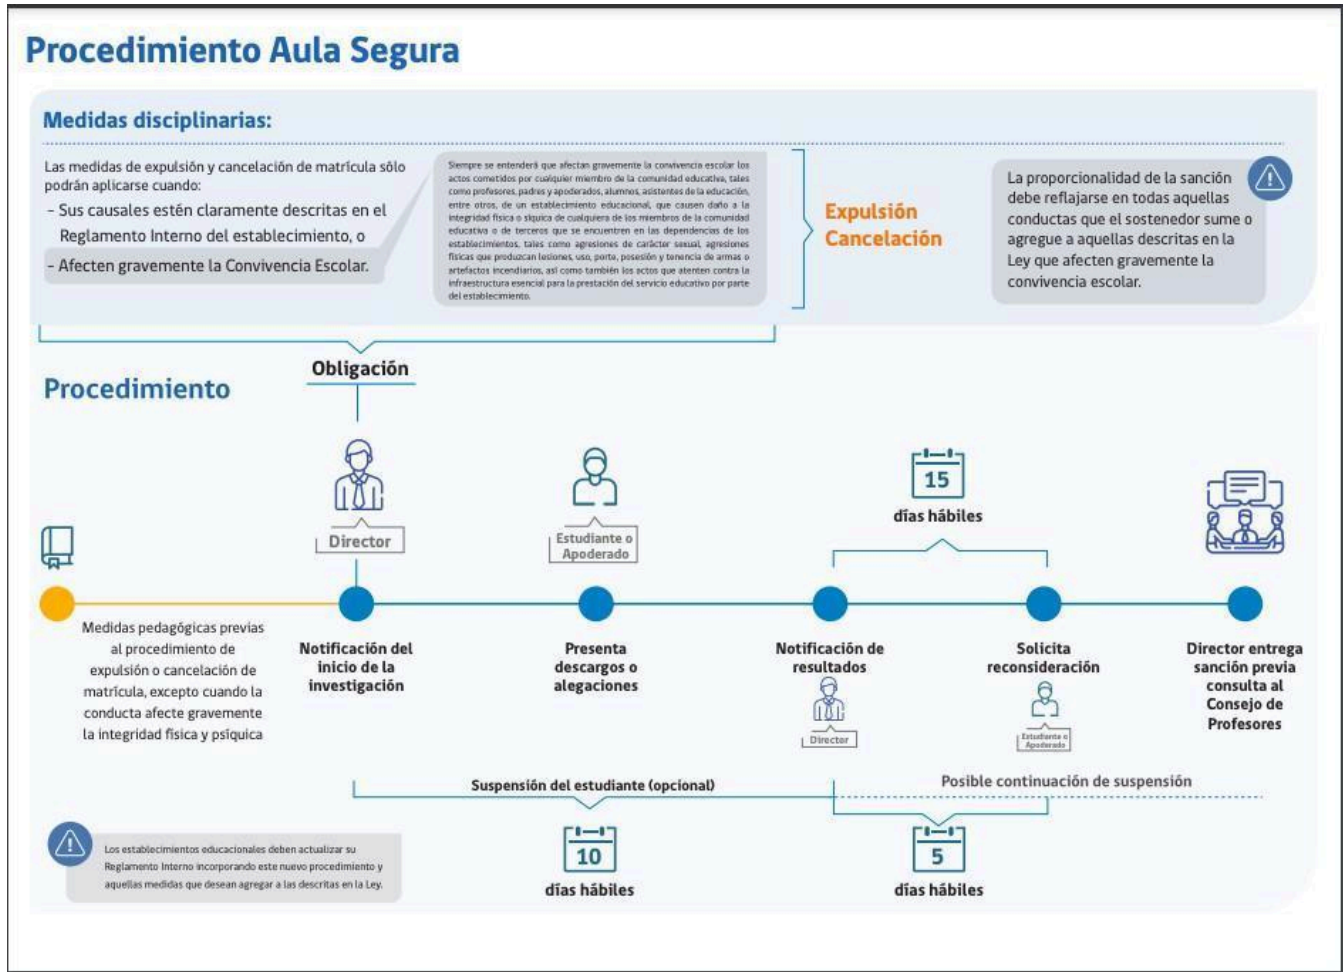 Procedimiento Aula Segura
Medidas disciplinarias:
Las medidas de expulsión y cancelación de matrícula sólo
podrán aplicarse cuando:
- Sus causales estén claramente descritas en el
Reglamento Interno del establecimiento, o
- Afecten gravemente la Convivencia Escolar.
Siempre se entenderá que afectan gravemente la convivencia escolar los
actos cometidos por cualquier miembro de la comunidad educativa, tales
como profesores, padres y apoderados, alumnos, asistentes de la educación,
entre otros, de un establecimiento educacional, que causen daño a la
integridad física o síquica de cualquiera de los miembros de la comunidad
educativa o de terceros que se encuentren en las dependencias de los
establecimientos, tales como agresiones de carácter sexual, agresiones
físicas que produzcan lesiones, uso, porte, posesión y tenencia de armas o
artefactos incendiarios, así como también los actos que atenten contra la
infraestructura esencial para la prestación del servicio educativo por parte
del establecimiento.
Expulsión
Cancelación
La proporcionalidad de la sanción
debe reflejarse en todas aquellas
conductas que el sostenedor sume o
agregue a aquellas descritas en la
Ley que afecten gravemente la
convivencia escolar.
Obligación
Procedimiento
Director
Estudiante o
Apoderado
15
días hábiles
Medidas pedagógicas previas
al procedimiento de
expulsión o cancelación de
matrícula, excepto cuando la
conducta afecte gravemente
la integridad física y psíquica
Notificación del
inicio de la
investigación
Presenta
descargos o
alegaciones
Notificación de
resultados
Director
Solicita
reconsideración
Estudiante o
Apoderado
Director entrega
sanción previa
consulta al
Consejo de
Profesores
Suspensión del estudiante (opcional)
Posible continuación de suspensión
10
días hábiles
5
días hábiles
Los establecimientos educacionales deben actualizar su
Reglamento Interno incorporando este nuevo procedimiento y
aquellas medidas que desean agregar a las descritas en la Ley.